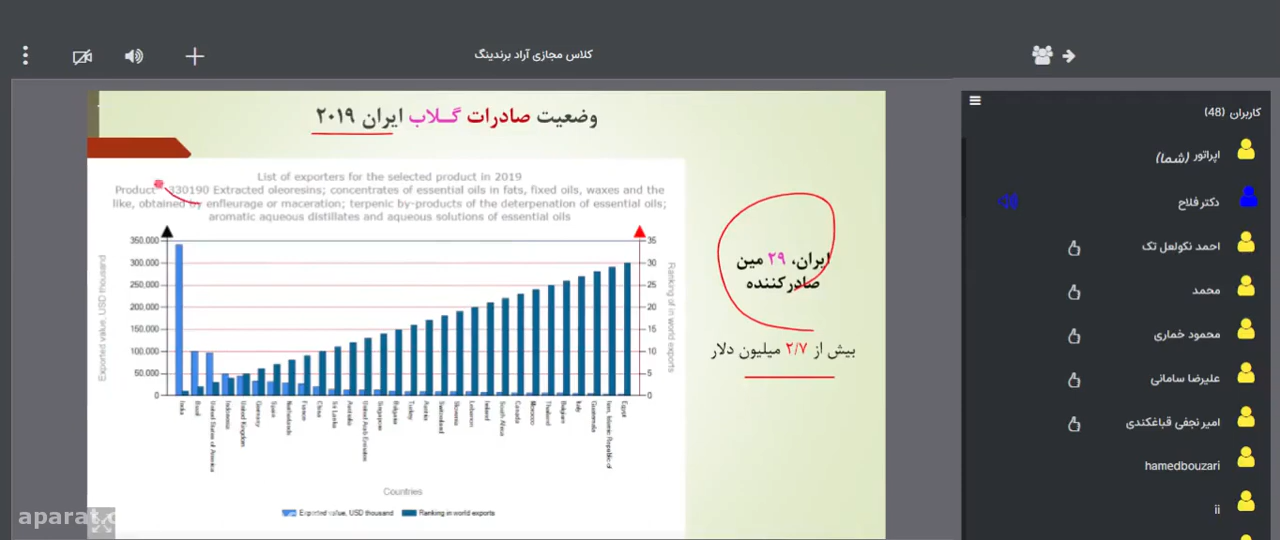 کلاس مجازی آراد برندینگ
وضعیت صادرات گلاب ایران ۲۰۱۹
List of exporters for the selected product in 2019
Product 330190 Extracted oleoresins; concentrates of essential oils in fats, fixed oils, waxes and the
like, obtained by enfleurage or maceration; terpenic by-products of the deterpenation of essential oils;
aromatic aqueous distillates and aqueous solutions of essential oils
Exported value, USD thousand
350,000
300,000
250,000
200,000
150,000
100,000
50,000
0
35
30
25
20
15
10
5
0
Ranking of in world exports
India
Brazil
United States of America
Indonesia
United Kingdom
Germany
Spain
Netherlands
France
China
Sri Lanka
Australia
United Arab Emirates
Singapore
Bulgaria
Turkey
Austria
Switzerland
Slovenia
Lebanon
Ireland
South Africa
Canada
Morocco
Thailand
Belgium
Italy
Guatemala
Iran, Islamic Republic of
Egypt
Countries
Exported value, USD thousand
Ranking in world exports
ایران، ۲۹ مین
صادرکننده
بیش از ۲/۷ میلیون دلار
کاربران (48)
اپراتور (شما)
دکتر فلاح
احمد نکولعل تک
محمد
محمود خماری
علیرضا سامانی
امیر نجفی قباغکندی
hamedbouzari
ii
aparat.c